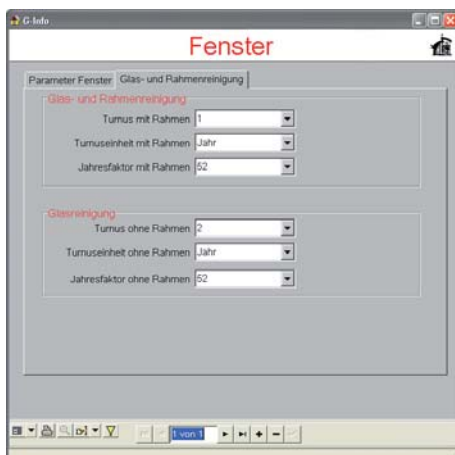 G-Info
Fenster
Parameter Fenster Glas- und Rahmenreinigung
Glas- und Rahmenreinigung
Turnus mit Rahmen 1
Turnuseinheit mit Rahmen Jahr
Jahresfaktor mit Rahmen 52
Glasreinigung
Turnus ohne Rahmen 2
Turnuseinheit ohne Rahmen Jahr
Jahresfaktor ohne Rahmen 52
1 von 1